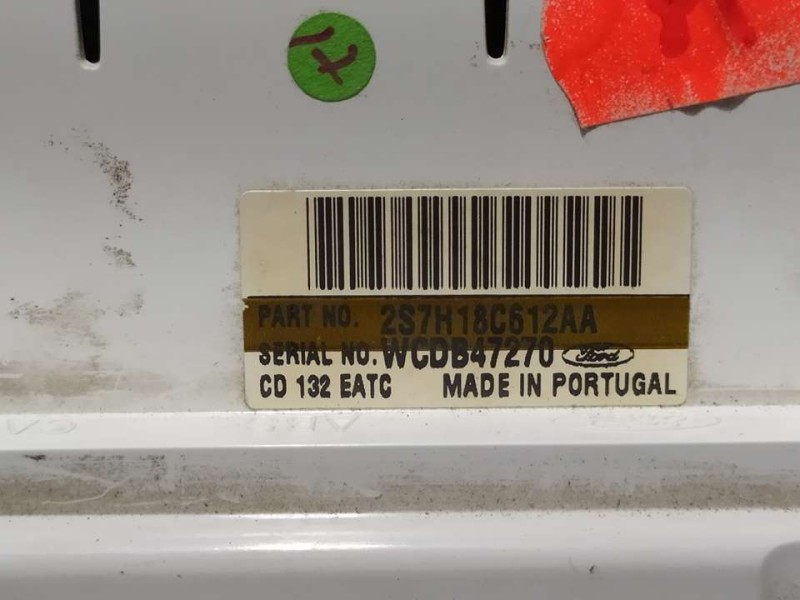 PART NO. 2S7H18C612AA
SERIAL NO. WCDB47270 Ford
CD 132 EATC MADE IN PORTUGAL